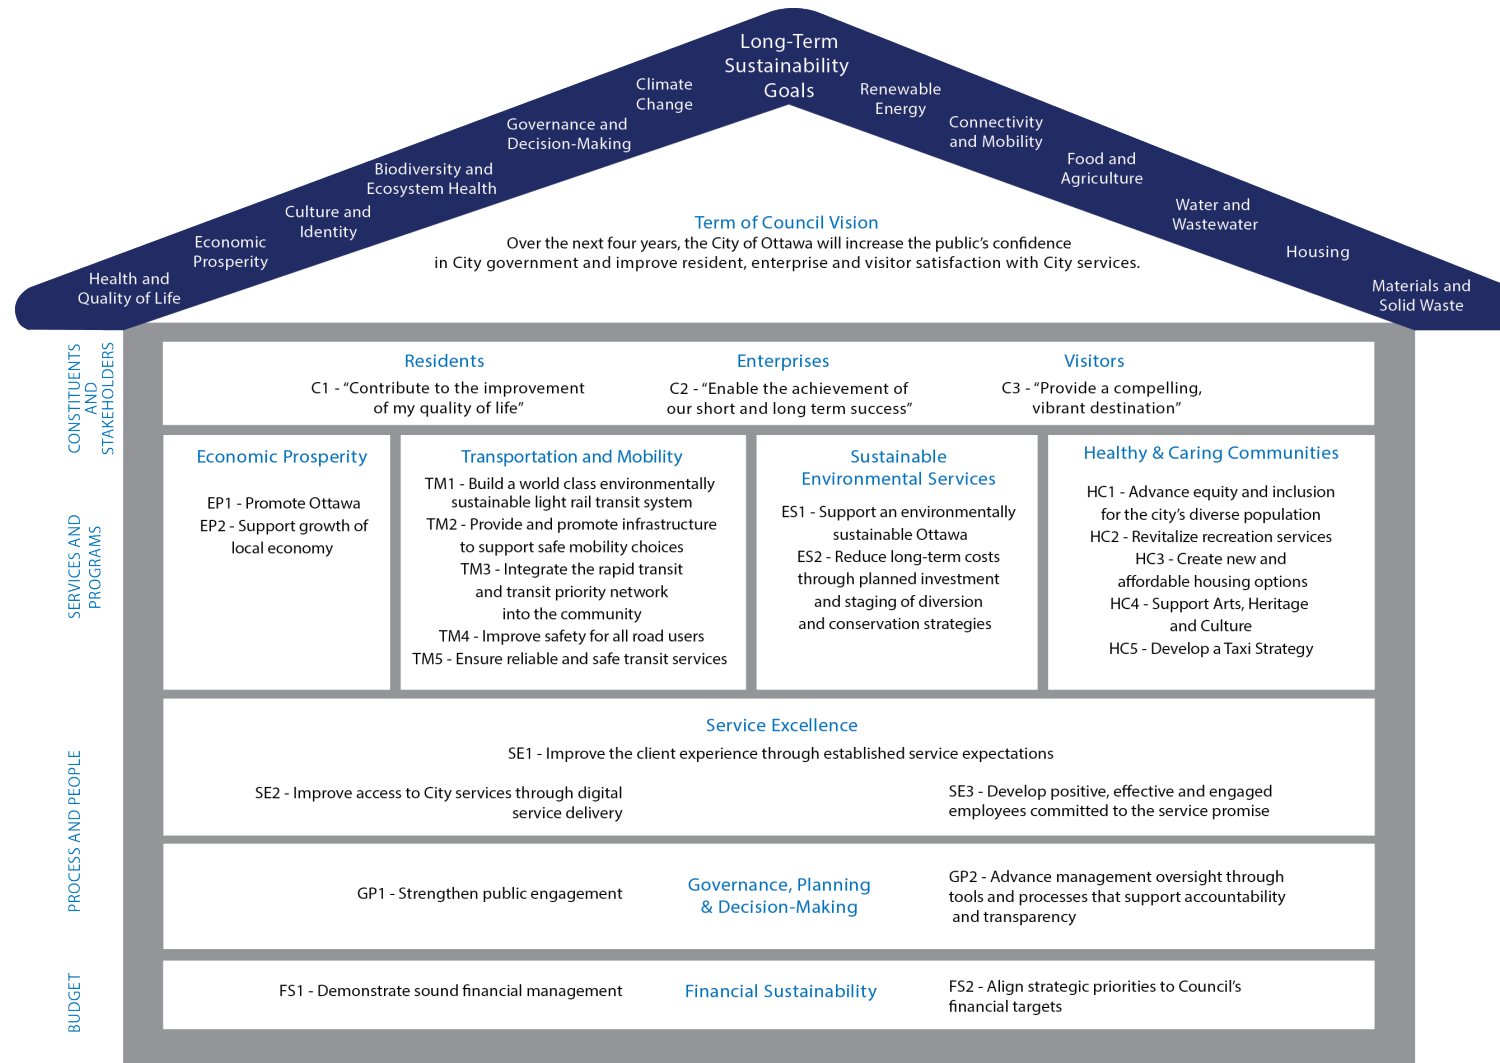 Long-Term
Sustainability
Goals
Climate
Change
Governance and
Decision-Making
Biodiversity and
Ecosystem Health
Culture and
Identity
Economic
Prosperity
Health and
Quality of Life
Renewable
Energy
Connectivity
and Mobility
Food and
Agriculture
Water and
Wastewater
Housing
Materials and
Solid Waste
Term of Council Vision
Over the next four years, the City of Ottawa will increase the public’s confidence
in City government and improve resident, enterprise and visitor satisfaction with City services.
CONSTITUENTS
AND
STAKEHOLDERS
Residents
C1 - “Contribute to the improvement
of my quality of life”
Enterprises
C2 - “Enable the achievement of
our short and long term success”
Visitors
C3 - “Provide a compelling,
vibrant destination”
SERVICES AND
PROGRAMS
Economic Prosperity
EP1 - Promote Ottawa
EP2 - Support growth of
local economy
Transportation and Mobility
TM1 - Build a world class environmentally
sustainable light rail transit system
TM2 - Provide and promote infrastructure
to support safe mobility choices
TM3 - Integrate the rapid transit
and transit priority network
into the community
TM4 - Improve safety for all road users
TM5 - Ensure reliable and safe transit services
Sustainable
Environmental Services
ES1 - Support an environmentally
sustainable Ottawa
ES2 - Reduce long-term costs
through planned investment
and staging of diversion
and conservation strategies
Healthy & Caring Communities
HC1 - Advance equity and inclusion
for the city’s diverse population
HC2 - Revitalize recreation services
HC3 - Create new and
affordable housing options
HC4 - Support Arts, Heritage
and Culture
HC5 - Develop a Taxi Strategy
PROCESS AND PEOPLE
Service Excellence
SE1 - Improve the client experience through established service expectations
SE2 - Improve access to City services through digital
service delivery
SE3 - Develop positive, effective and engaged
employees committed to the service promise
GP1 - Strengthen public engagement
Governance, Planning
& Decision-Making
GP2 - Advance management oversight through
tools and processes that support accountability
and transparency
BUDGET
FS1 - Demonstrate sound financial management
Financial Sustainability
FS2 - Align strategic priorities to Council’s
financial targets